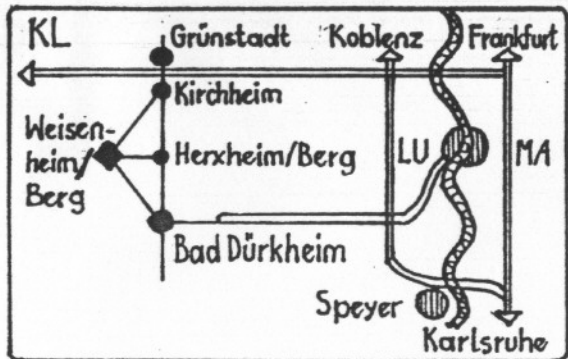 KL
Grünstadt
Koblenz
Frankfurt
Kirchheim
Weisen-
heim/
Berg
Herxheim/Berg
LU
MA
Bad Dürkheim
Speyer
Karlsruhe